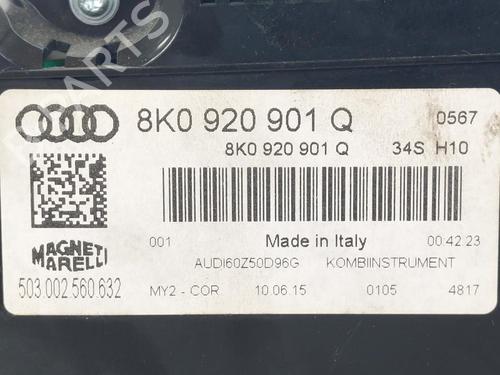 PARTS
8K0 920 901 Q 0567
8K0 920 901 Q 34S H10
001 Made in Italy 00:42:23
MAGNETI MARELLI
AUDI60Z50D96G KOMBIINSTRUMENT
503.002.560.632
MY2 - COR 10.06.15 0105 4817